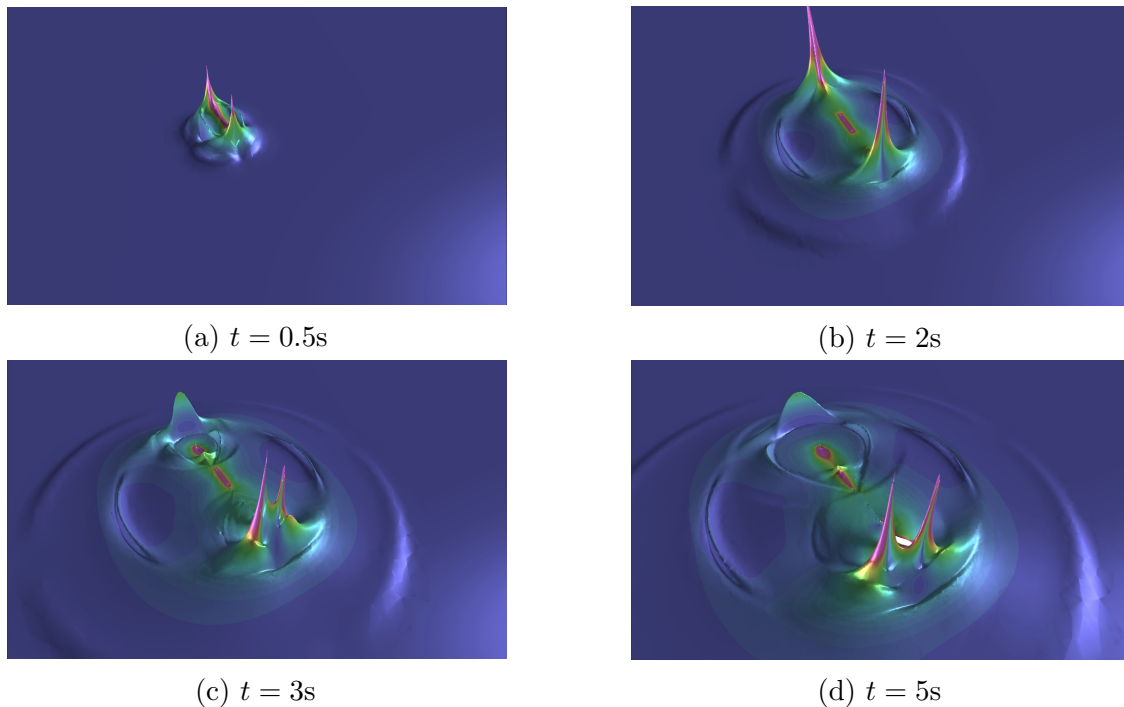 (a) t = 0.5s
(b) t = 2s
(c) t = 3s
(d) t = 5s